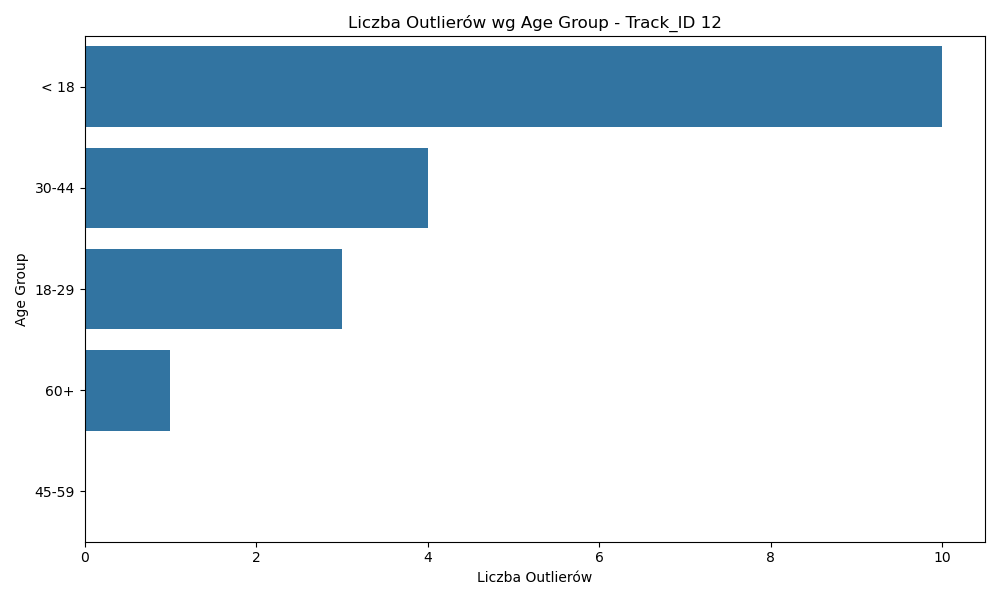 Liczba Outlierów wg Age Group - Track_ID 12
Age Group
< 18
30-44
18-29
60+
45-59
0 2 4 6 8 10
Liczba Outlierów